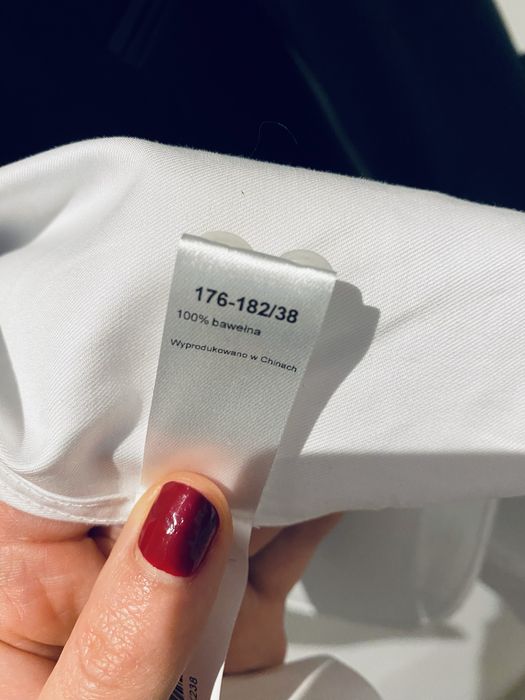 176-182/38
100% bawełna
Wyprodukowano w Chinach